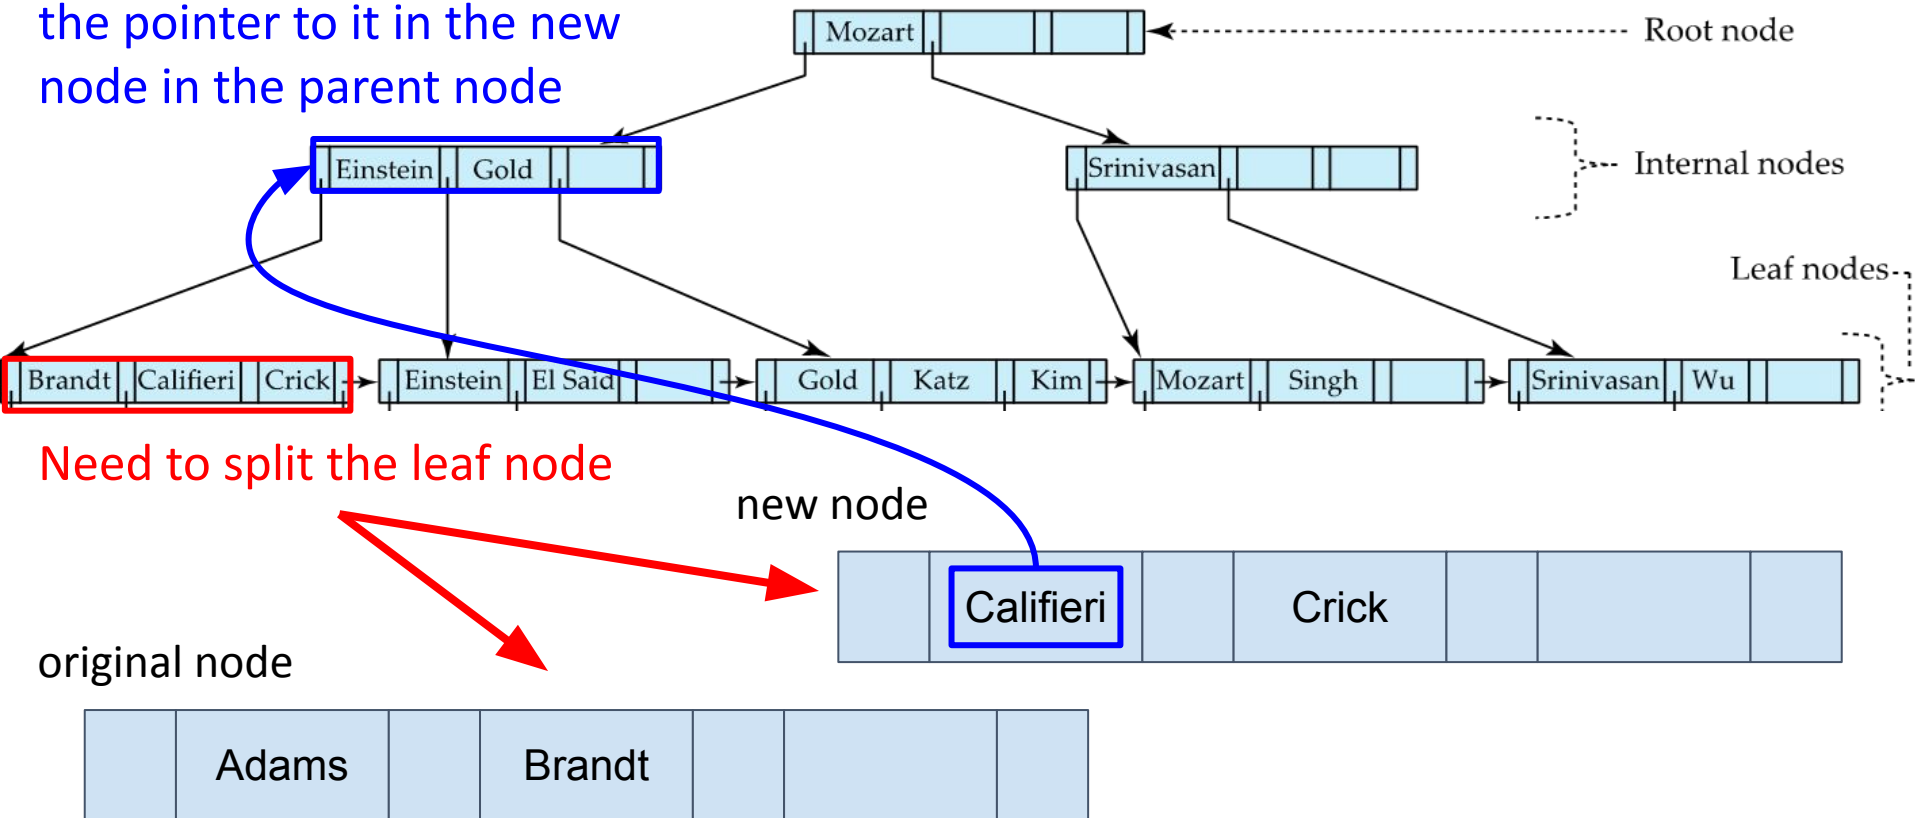 the pointer to it in the new
node in the parent node
Mozart
Root node
Einstein Gold
Srinivasan
Internal nodes
Leaf nodes
Brandt Califieri Crick
Einstein El Said
Gold Katz Kim
Mozart Singh
Srinivasan Wu
Need to split the leaf node
new node
Califieri Crick
original node
Adams Brandt